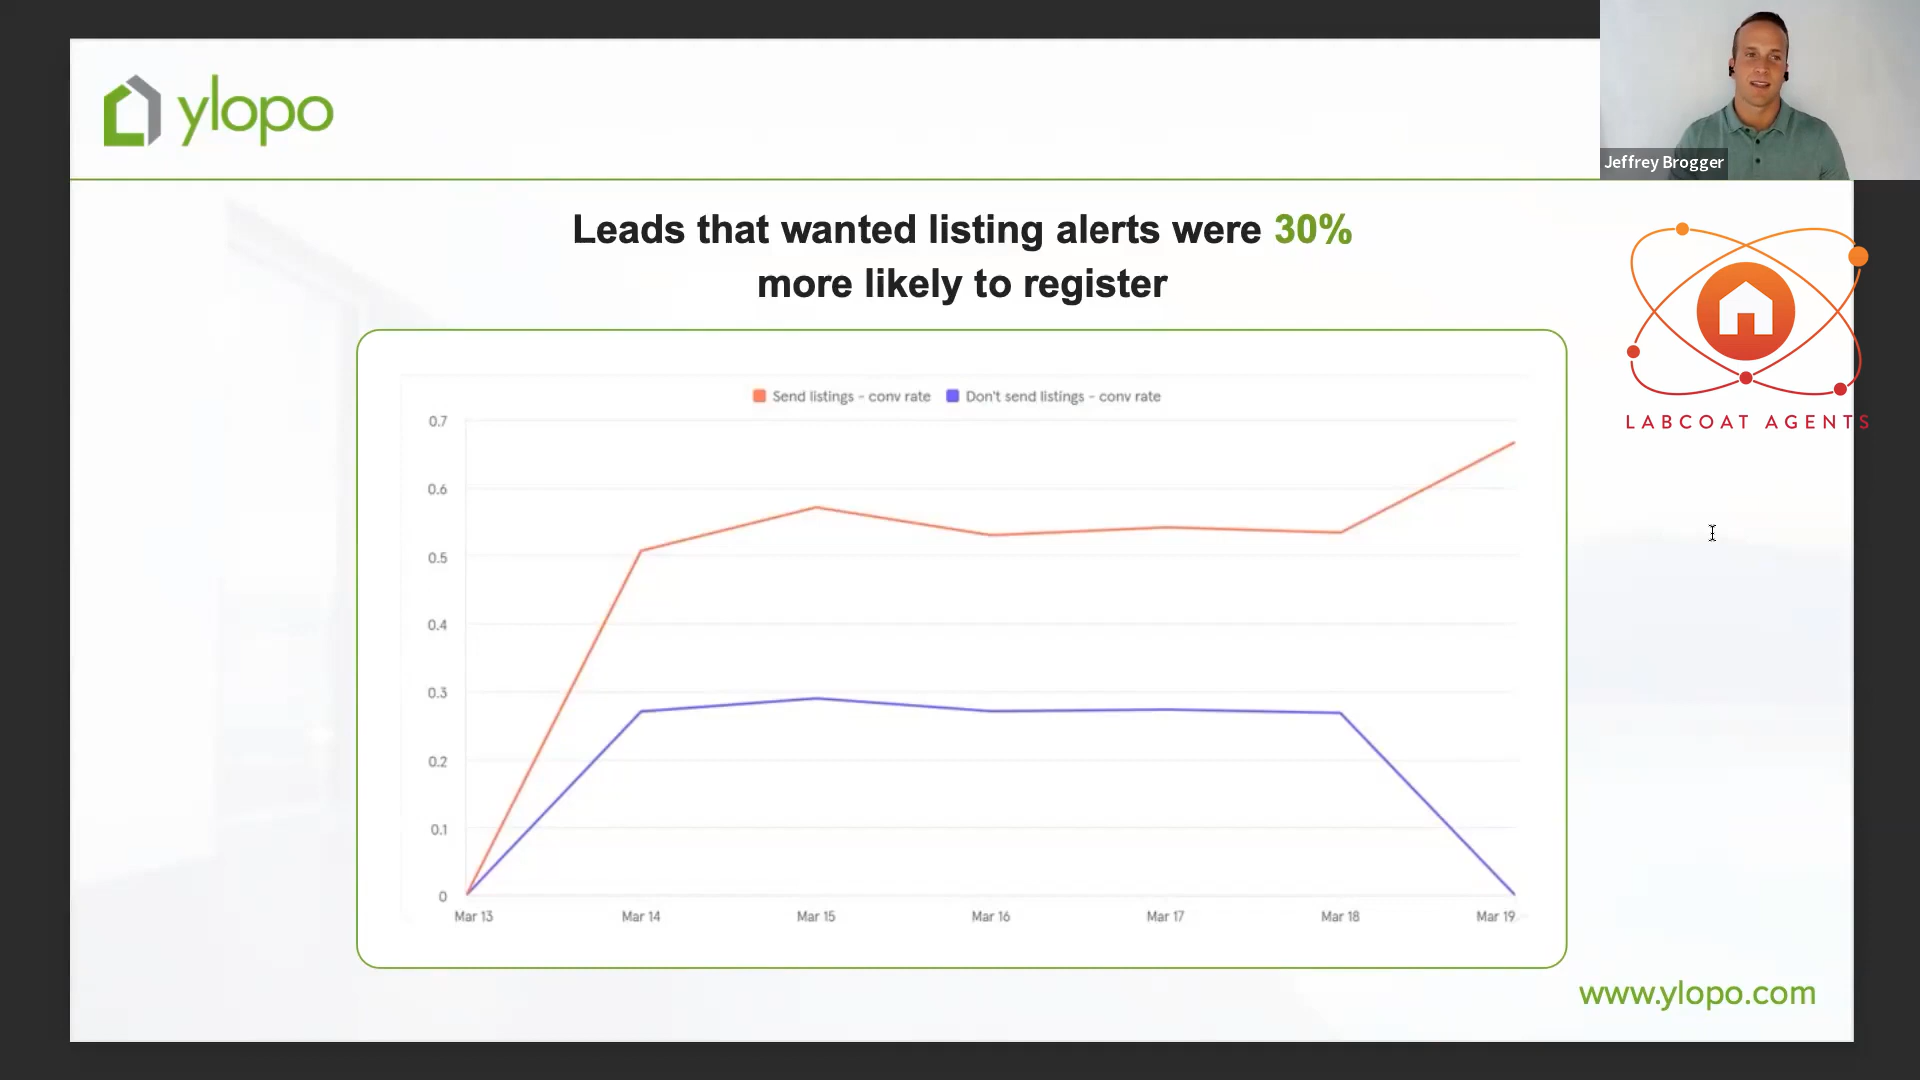 ylopo
Jeffrey Brogger
Leads that wanted listing alerts were 30%
more likely to register
LABCOAT AGENTS
Send listings - conv rate
Don't send listings - conv rate
0.7
0.6
0.5
0.4
0.3
0.2
0.1
0
Mar 13
Mar 14
Mar 15
Mar 16
Mar 17
Mar 18
Mar 19
www.ylopo.com